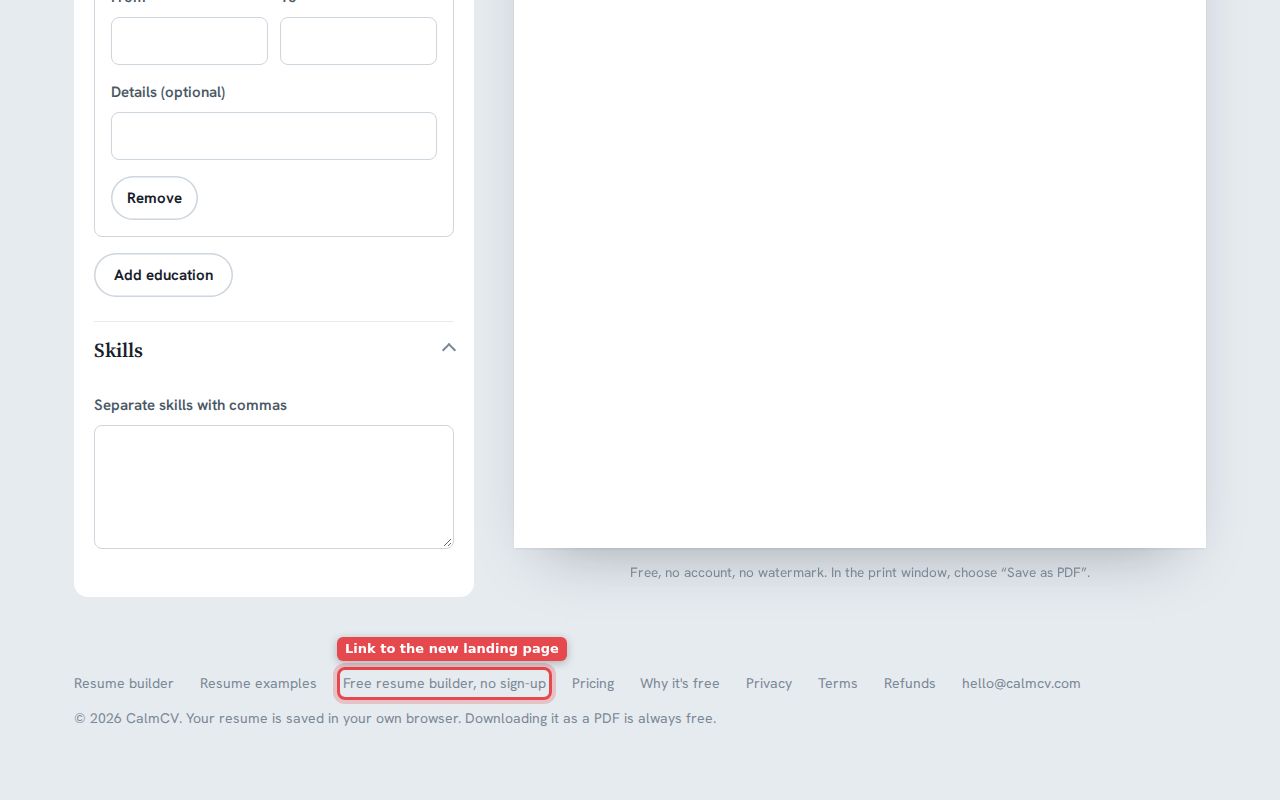 Details (optional)
Remove
Add education
Skills
Separate skills with commas
Free, no account, no watermark. In the print window, choose “Save as PDF”.
Link to the new landing page
Resume builder Resume examples Free resume builder, no sign-up Pricing Why it's free Privacy Terms Refunds hello@calmcv.com
© 2026 CalmCV. Your resume is saved in your own browser. Downloading it as a PDF is always free.